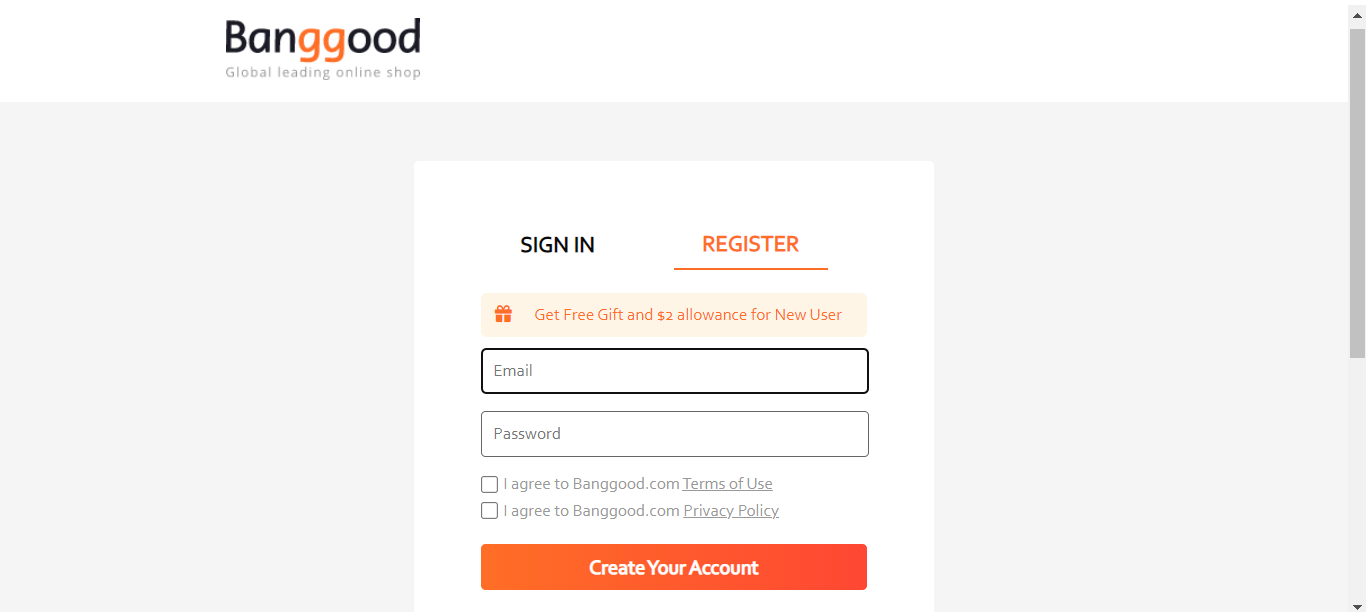 Banggood
Global leading online shop
SIGN IN
REGISTER
Get Free Gift and $2 allowance for New User
Email
Password
I agree to Banggood.com Terms of Use
I agree to Banggood.com Privacy Policy
Create Your Account